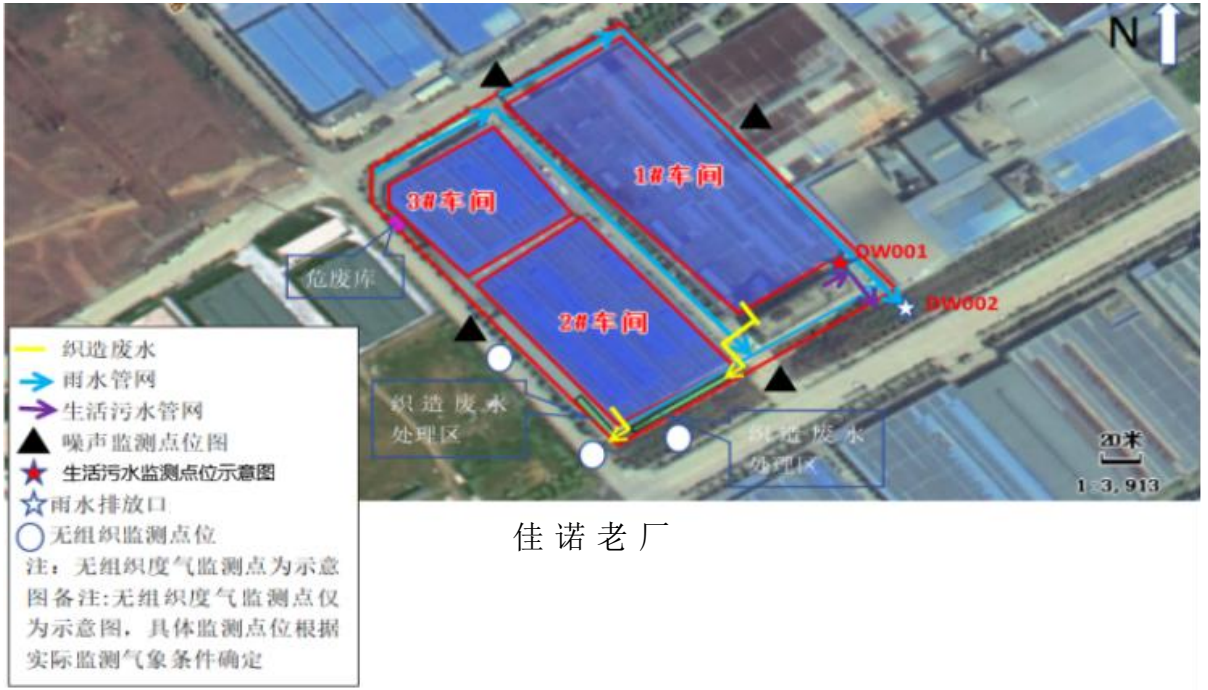 N
1#车间
3#车间
DW001
危废库
DW002
2#车间
织造废水
处理区
织造废水
处理区
20米
1:3,913
织造废水
雨水管网
生活污水管网
噪声监测点位图
生活污水监测点位示意图
雨水排放口
无组织监测点位
注：无组织度气监测点为示意
图备注:无组织度气监测点仅
为示意图，具体监测点位根据
实际监测气象条件确定
佳诺老厂